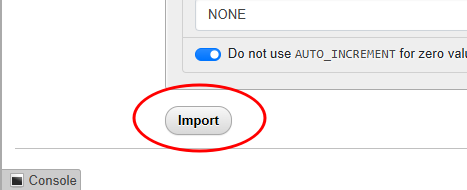 NONE
Do not use AUTO_INCREMENT for zero valu
Import
Console